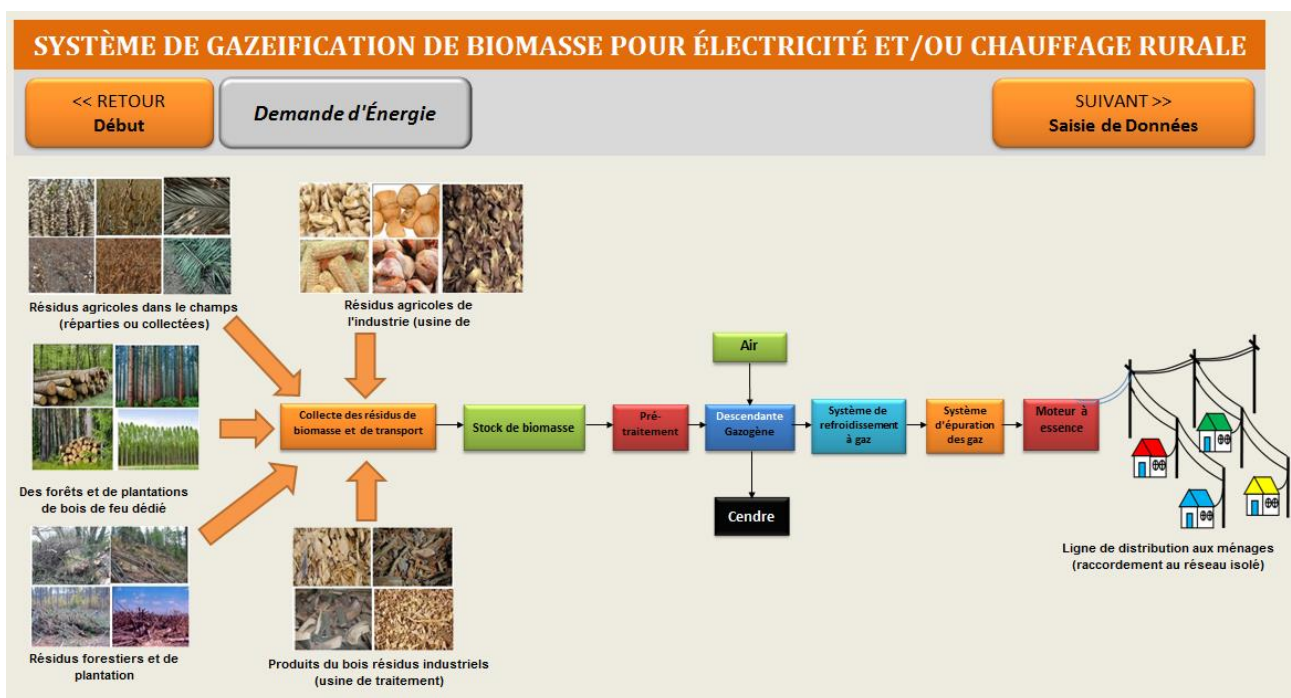 SYSTÈME DE GAZEIFICATION DE BIOMASSE POUR ÉLECTRICITÉ ET/OU CHAUFFAGE RURALE
<< RETOUR
Début
Demande d'Énergie
SUIVANT >>
Saisie de Données
Résidus agricoles dans le champs
(réparties ou collectées)
Résidus agricoles de
l'industrie (usine de
Des forêts et de plantations
de bois de feu dédié
Résidus forestiers et de
plantation
Produits du bois résidus industriels
(usine de traitement)
Collecte des résidus de
biomasse et de transport
Stock de biomasse
Pré-
traitement
Air
Descendante
Gazogène
Cendre
Système de
refroidissement
à gaz
Système
d'épuration
des gaz
Moteur à
essence
Ligne de distribution aux ménages
(raccordement au réseau isolé)